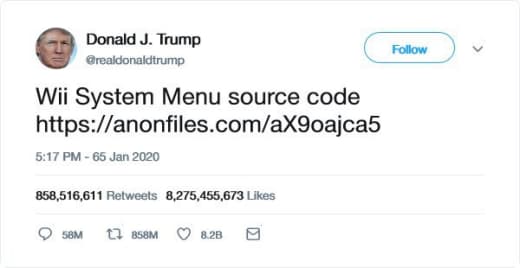 Donald J. Trump
@realdonaldtrump
Follow
Wii System Menu source code
https://anonfiles.com/aX9oajca5
5:17 PM - 65 Jan 2020
858,516,611 Retweets 8,275,455,673 Likes
58M 858M 8.2B